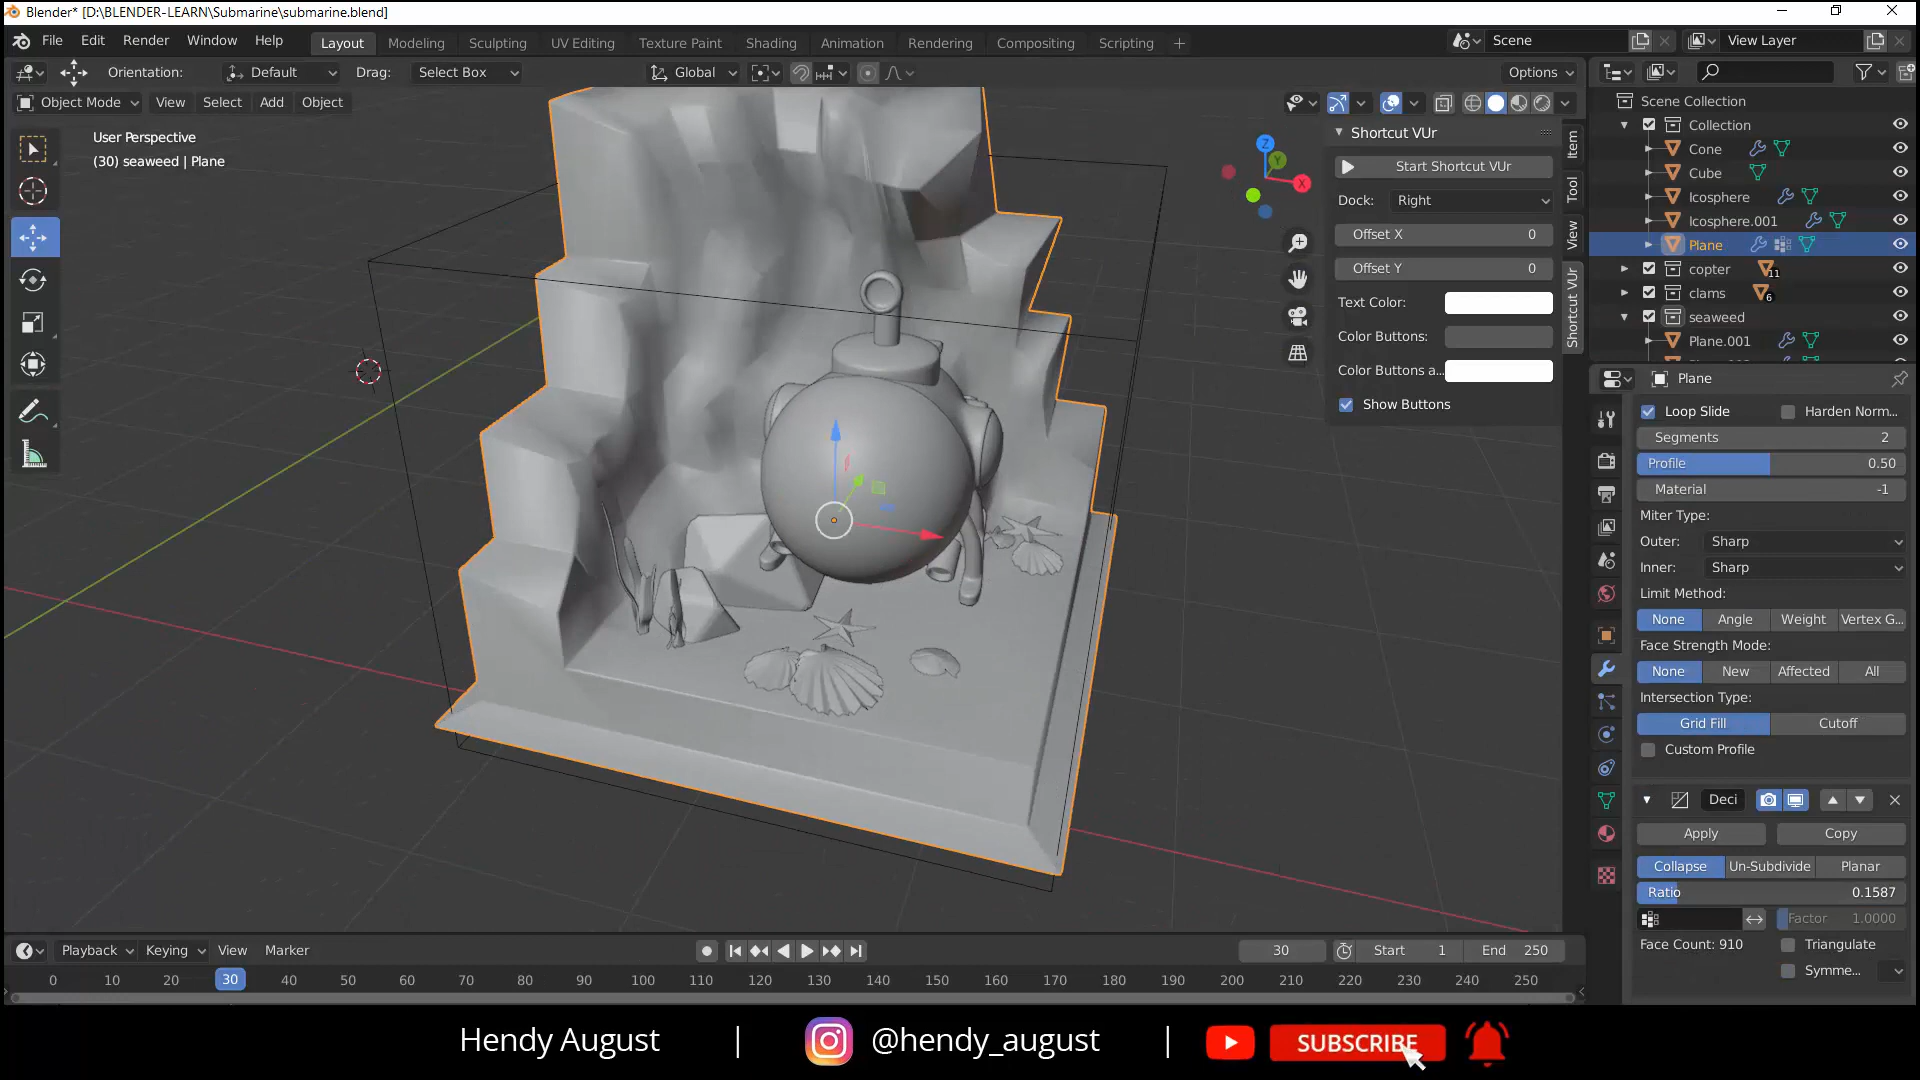 Blender* [D:\BLENDER-LEARN\Submarine\submarine.blend]
File Edit Render Window Help Layout Modeling Sculpting UV Editing Texture Paint Shading Animation Rendering Compositing Scripting + Scene View Layer
Orientation: Default Drag: Select Box Global Options
Object Mode View Select Add Object
User Perspective
(30) seaweed | Plane
Z Y X
Shortcut VUr
Start Shortcut VUr
Dock: Right
Offset X 0
Offset Y 0
Text Color:
Color Buttons:
Color Buttons a...
Show Buttons
Item
Tool
View
Shortcut VUr
Scene Collection
Collection
Cone
Cube
Icosphere
Icosphere.001
Plane
copter 11
clams 6
seaweed
Plane.001
Plane
Loop Slide Harden Norm...
Segments 2
Profile 0.50
Material -1
Miter Type:
Outer: Sharp
Inner: Sharp
Limit Method:
None Angle Weight Vertex G...
Face Strength Mode:
None New Affected All
Intersection Type:
Grid Fill Cutoff
Custom Profile
Deci
Apply Copy
Collapse Un-Subdivide Planar
Ratio 0.1587
Factor 1.0000
Face Count: 910 Triangulate
Symme...
Playback Keying View Marker 30 Start 1 End 250
0 10 20 30 40 50 60 70 80 90 100 110 120 130 140 150 160 170 180 190 200 210 220 230 240 250
Hendy August | @hendy_august | SUBSCRIBE